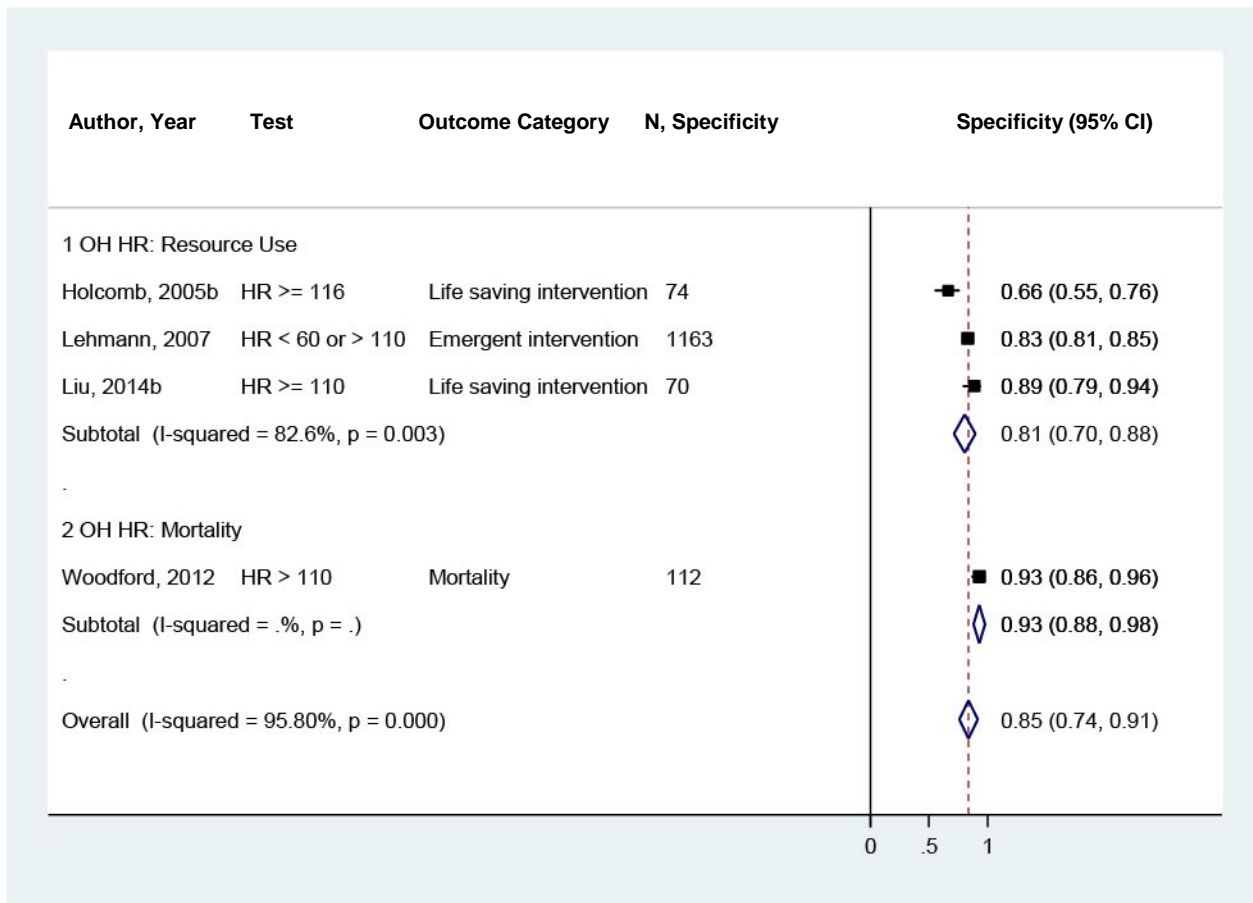 Author, Year Test Outcome Category N, Specificity Specificity (95% CI)
1 OH HR: Resource Use
Holcomb, 2005b HR >= 116 Life saving intervention 74 0.66 (0.55, 0.76)
Lehmann, 2007 HR < 60 or > 110 Emergent intervention 1163 0.83 (0.81, 0.85)
Liu, 2014b HR >= 110 Life saving intervention 70 0.89 (0.79, 0.94)
Subtotal (I-squared = 82.6%, p = 0.003) 0.81 (0.70, 0.88)
.
2 OH HR: Mortality
Woodford, 2012 HR > 110 Mortality 112 0.93 (0.86, 0.96)
Subtotal (I-squared = .%, p = .) 0.93 (0.88, 0.98)
.
Overall (I-squared = 95.80%, p = 0.000) 0.85 (0.74, 0.91)
0 .5 1